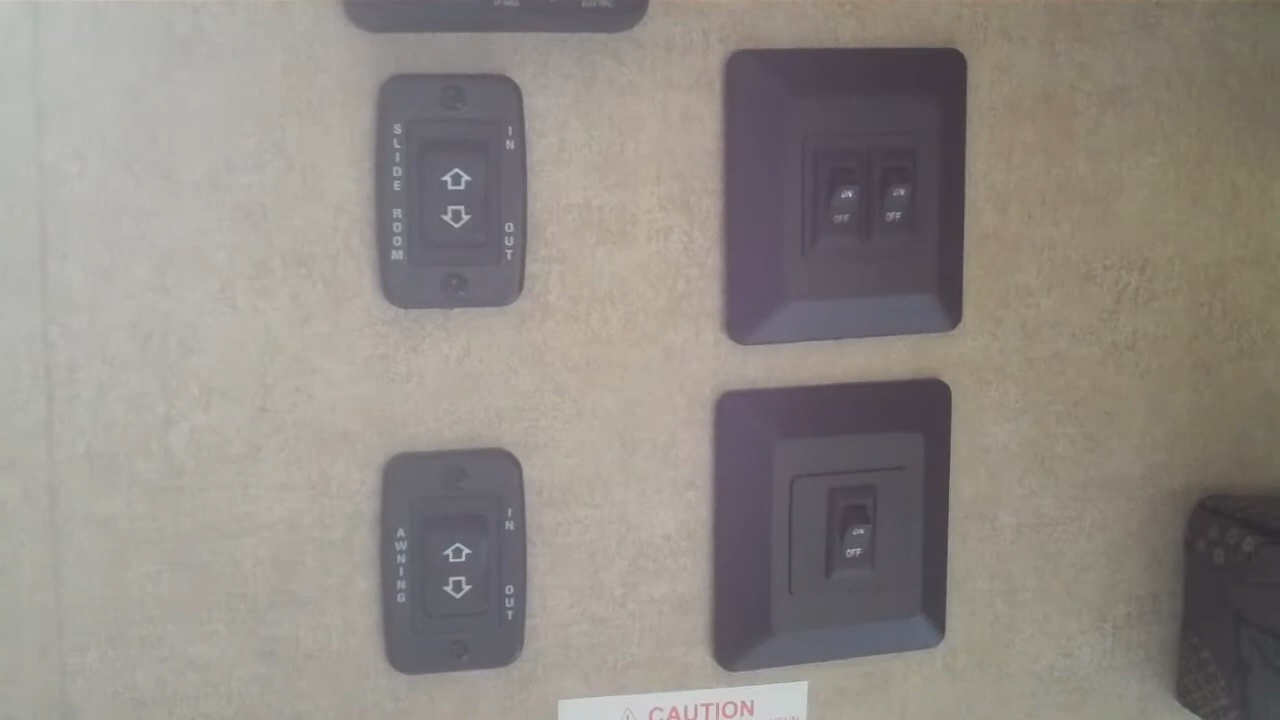 SLIDE ROOM
IN
OUT
ON
OFF
ON
OFF
AWNING
IN
OUT
ON
OFF
CAUTION